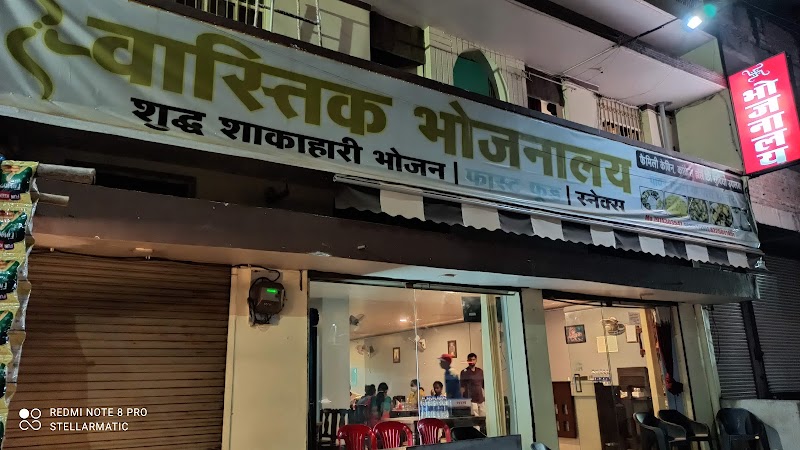 वास्तिक भोजनालय
शुद्ध शाकाहारी भोजन | फास्ट फूड | स्नेक्स
फैमिली केबिन,
भोजनालय
REDMI NOTE 8 PRO
STELLARMATIC